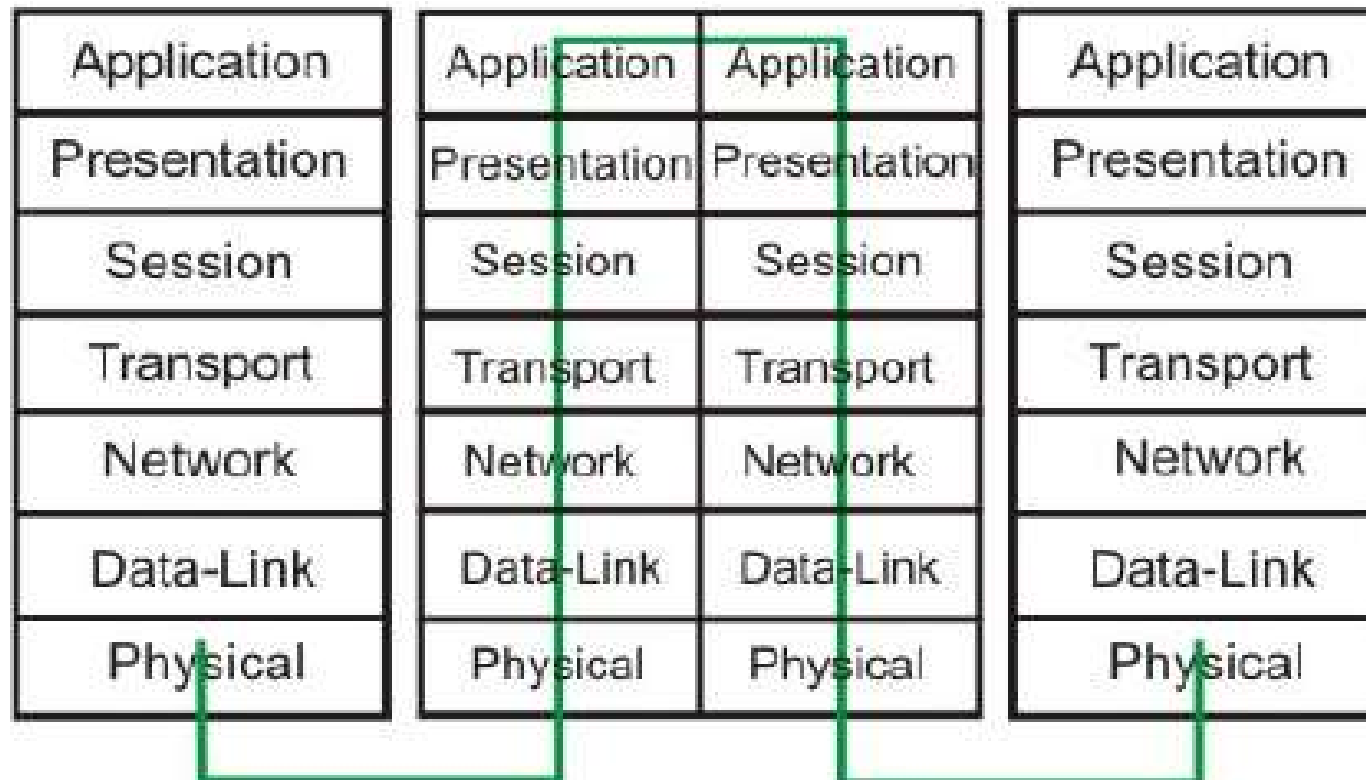 Application
Presentation
Session
Transport
Network
Data-Link
Physical
Application
Presentation
Session
Transport
Network
Data-Link
Physical
Application
Presentation
Session
Transport
Network
Data-Link
Physical
Application
Presentation
Session
Transport
Network
Data-Link
Physical